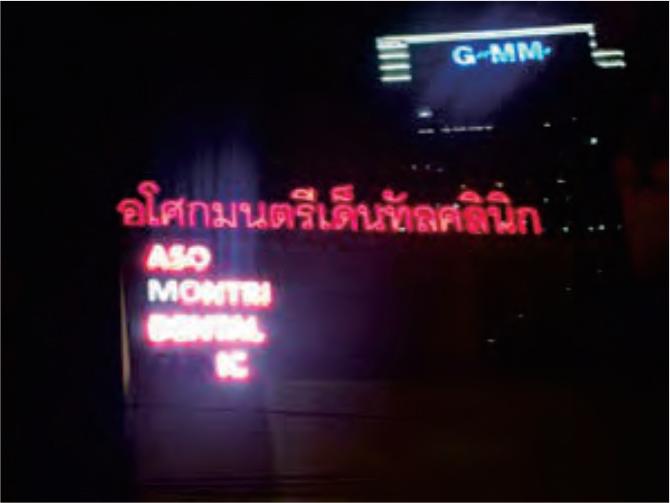 G-MM-
อโศกมนตรีเด็นทัลคลินิก
ASO
MONTRI
DENTAL
IC